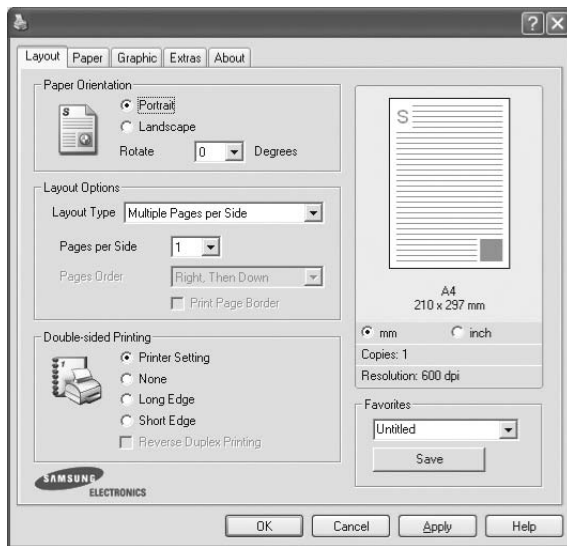 Layout Paper Graphic Extras About
Paper Orientation
S
Portrait
Landscape
Rotate 0 Degrees
Layout Options
Layout Type Multiple Pages per Side
Pages per Side 1
Pages Order Right, Then Down
Print Page Border
Double-sided Printing
Printer Setting
None
Long Edge
Short Edge
Reverse Duplex Printing
SAMSUNG
ELECTRONICS
S
A4
210 x 297 mm
mm inch
Copies: 1
Resolution: 600 dpi
Favorites
Untitled
Save
OK Cancel Apply Help